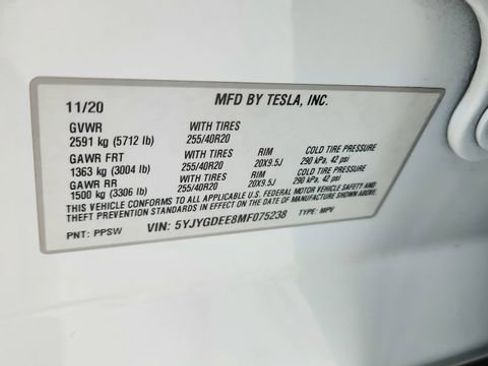 11/20 MFD BY TESLA, INC.
GVWR WITH TIRES
2591 kg (5712 lb) 255/40R20
GAWR FRT WITH TIRES RIM COLD TIRE PRESSURE
1363 kg (3004 lb) 255/40R20 20X9.5J 290 kPa, 42 psi
GAWR RR WITH TIRES RIM COLD TIRE PRESSURE
1500 kg (3306 lb) 255/40R20 20X9.5J 290 kPa, 42 psi
THIS VEHICLE CONFORMS TO ALL APPLICABLE U.S. FEDERAL MOTOR VEHICLE SAFETY AND
THEFT PREVENTION STANDARDS IN EFFECT ON THE DATE OF MANUFACTURE SHOWN ABOVE.
PNT: PPSW VIN: 5YJYGDEE8MF075238 TYPE: MPV